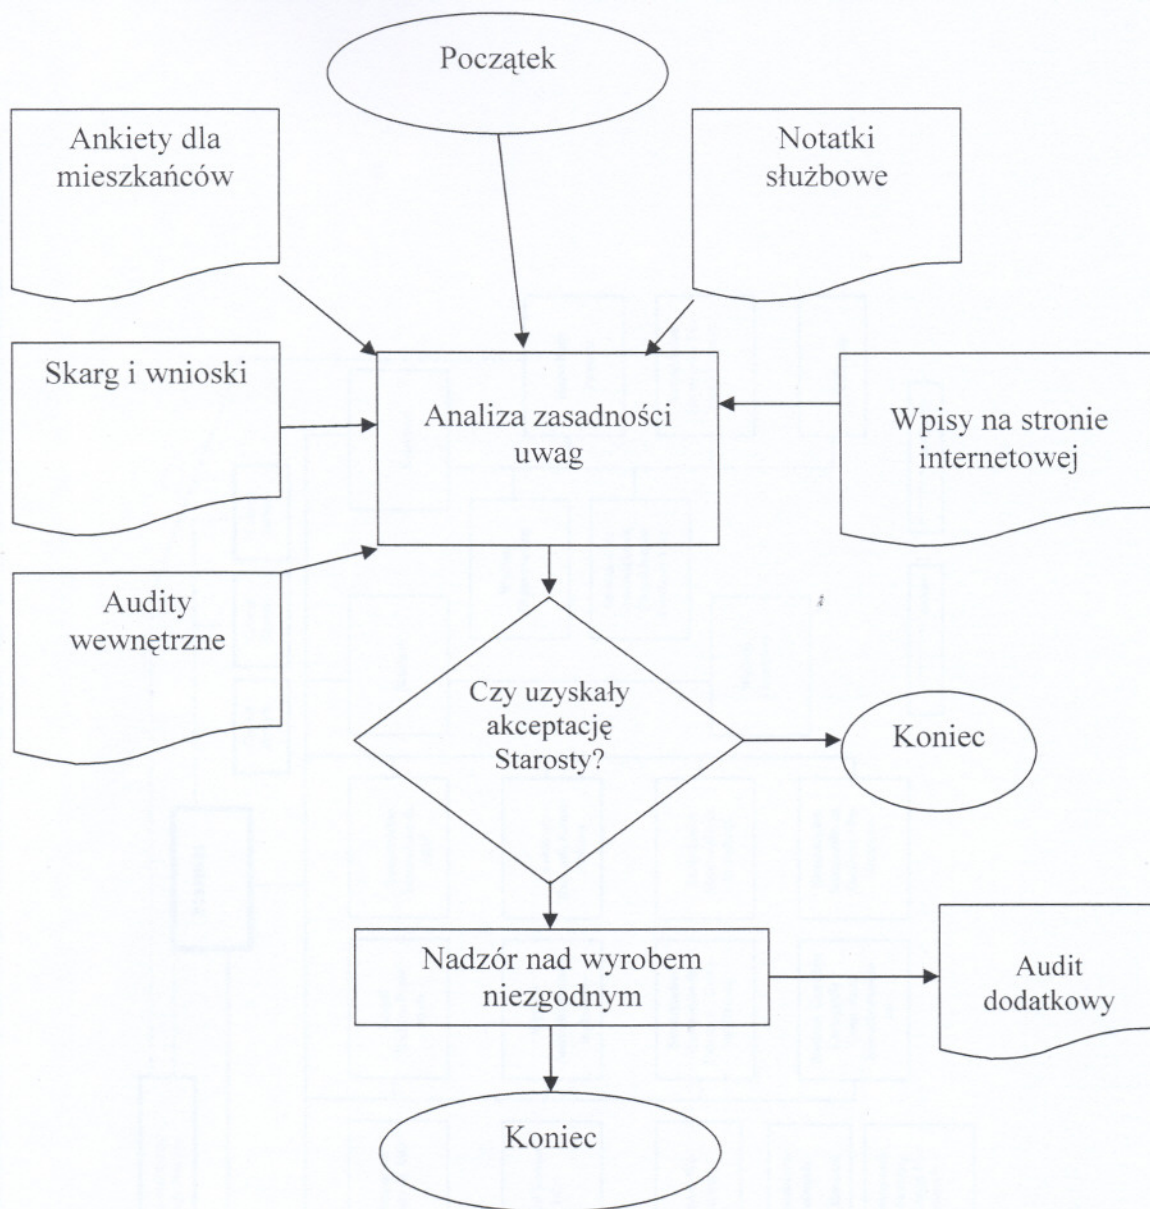 Początek
Ankiety dla
mieszkańców
Notatki
służbowe
Skarg i wnioski
Analiza zasadności
uwag
Wpisy na stronie
internetowej
Audity
wewnętrzne
Czy uzyskały
akceptację
Starosty?
Koniec
Nadzór nad wyrobem
niezgodnym
Audit
dodatkowy
Koniec